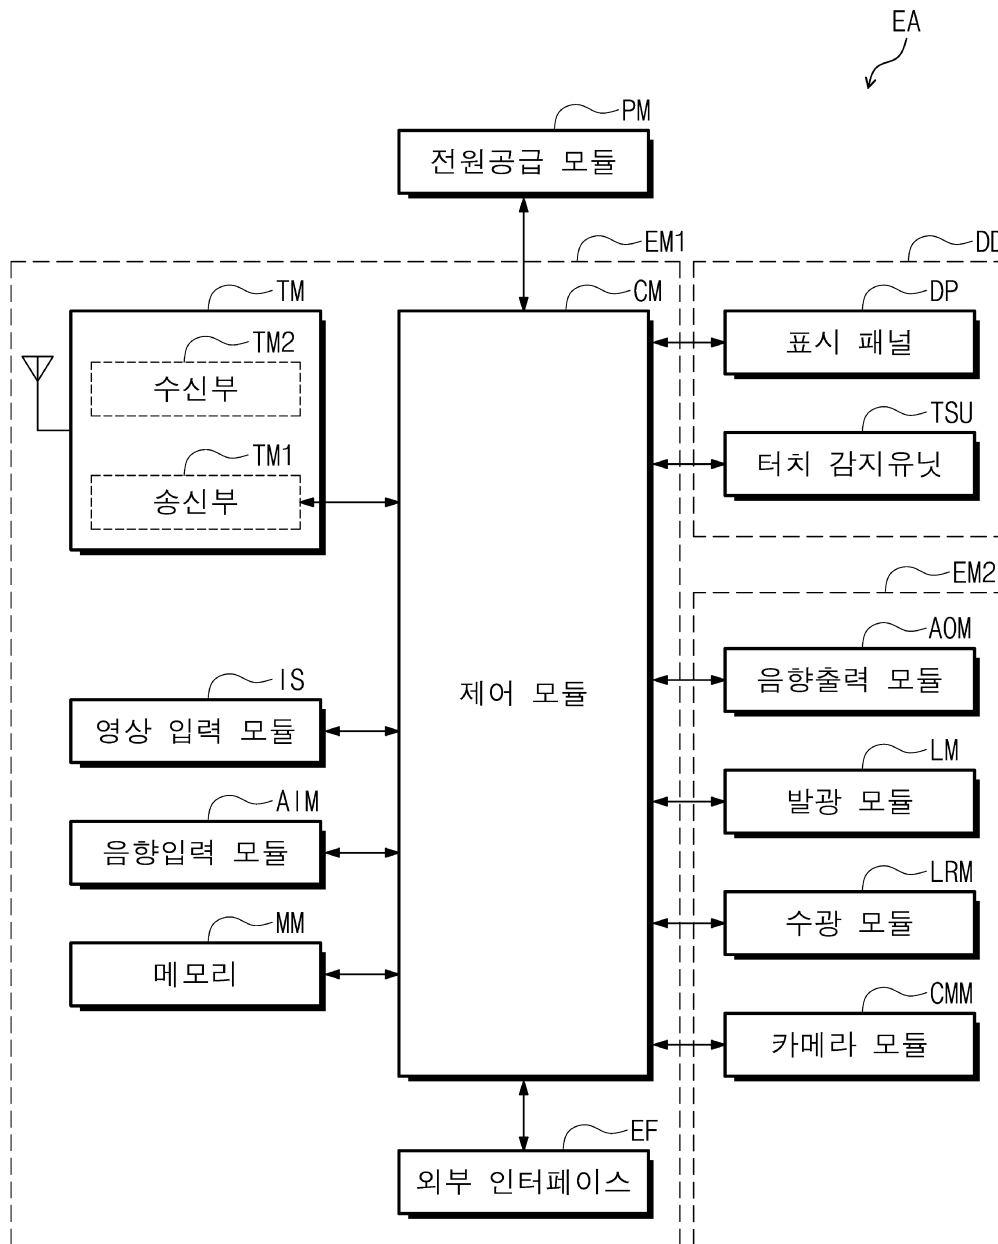 EA
PM
전원공급 모듈
EM1
DD
TM
CM
DP
TM2
수신부
표시 패널
TSU
TM1
송신부
터치 감지유닛
EM2
AOM
제어 모듈
음향출력 모듈
IS
영상 입력 모듈
LM
발광 모듈
AIM
음향입력 모듈
LRM
수광 모듈
MM
메모리
CMM
카메라 모듈
EF
외부 인터페이스